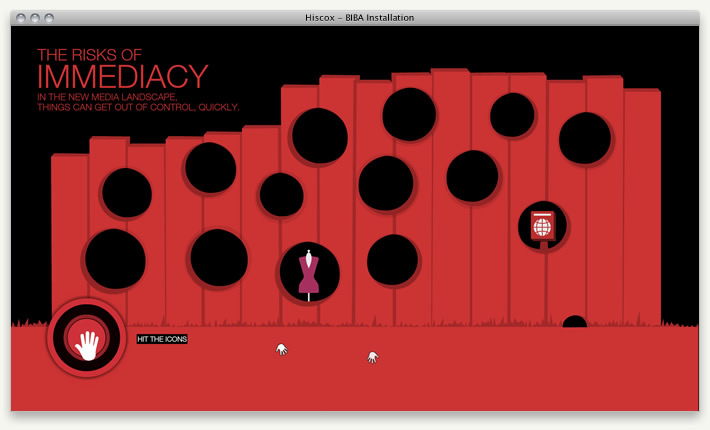 Hiscox – BIBA Installation
THE RISKS OF
IMMEDIACY
IN THE NEW MEDIA LANDSCAPE,
THINGS CAN GET OUT OF CONTROL, QUICKLY.
HIT THE ICONS